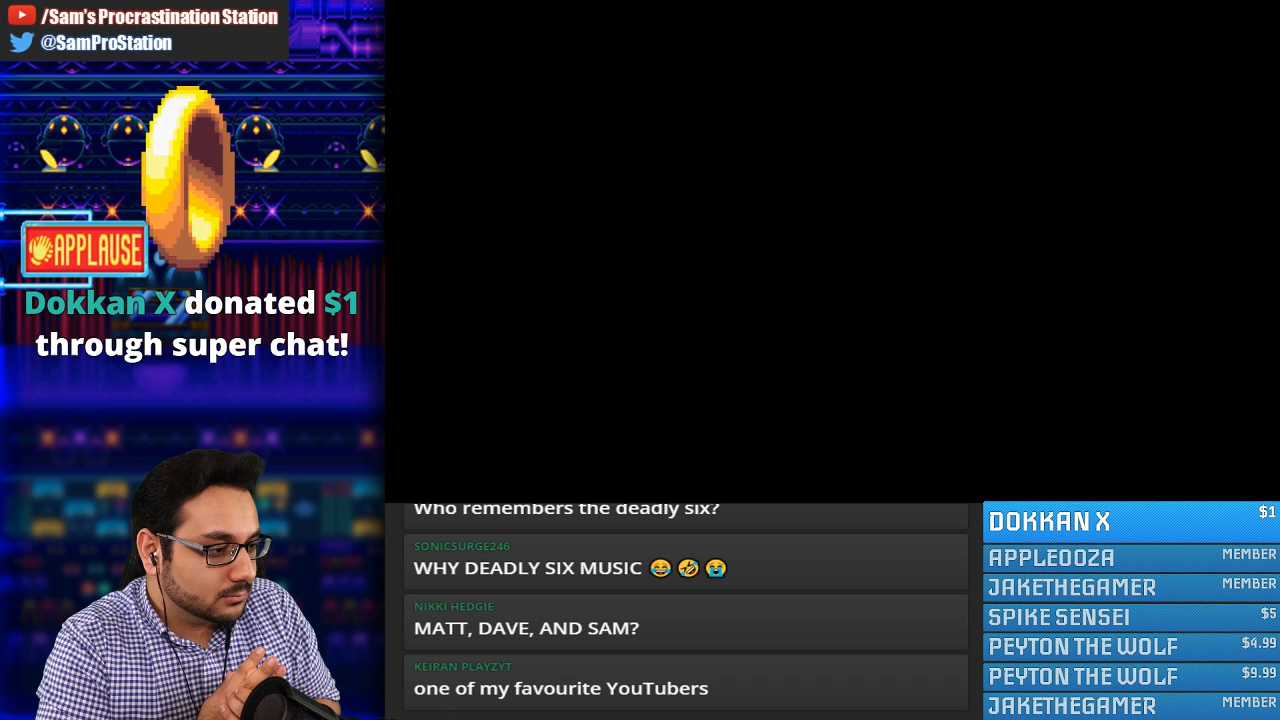 /Sam's Procrastination Station
@SamProStation
APPLAUSE
Dokkan X donated $1
through super chat!
Who remembers the deadly six?
SONICSURGE246
WHY DEADLY SIX MUSIC 😂 🤣 😭
NIKKI HEDGIE
MATT, DAVE, AND SAM?
KEIRAN PLAYZYT
one of my favourite YouTubers
DOKKAN X $1
APPLEOOZA MEMBER
JAKETHEGAMER MEMBER
SPIKE SENSEI $5
PEYTON THE WOLF $4.99
PEYTON THE WOLF $9.99
JAKETHEGAMER MEMBER